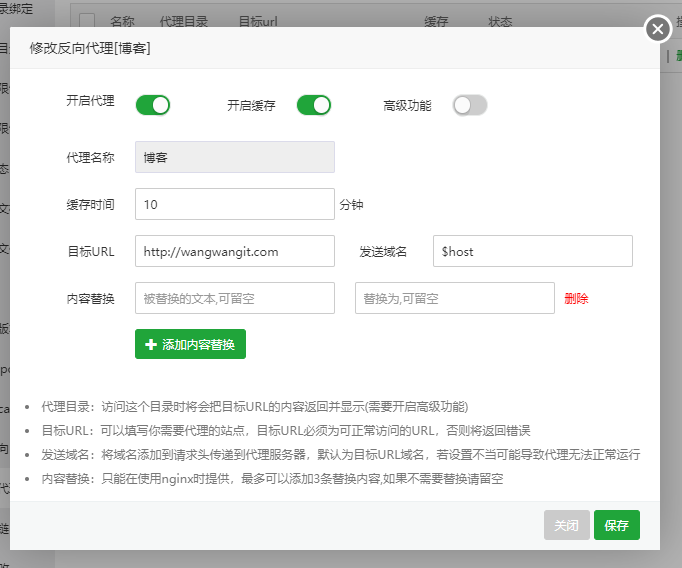 录绑定
名称 代理目录 目标url 缓存 状态
修改反向代理[博客]
开启代理 开启缓存 高级功能
代理名称 博客
缓存时间 10 分钟
目标URL http://wangwangit.com 发送域名 $host
内容替换 被替换的文本,可留空 替换为,可留空 删除
添加内容替换
代理目录：访问这个目录时将会把目标URL的内容返回并显示(需要开启高级功能)
目标URL：可以填写你需要代理的站点，目标URL必须为可正常访问的URL，否则将返回错误
发送域名：将域名添加到请求头传递到代理服务器，默认为目标URL域名，若设置不当可能导致代理无法正常运行
内容替换：只能在使用nginx时提供，最多可以添加3条替换内容,如果不需要替换请留空
关闭 保存